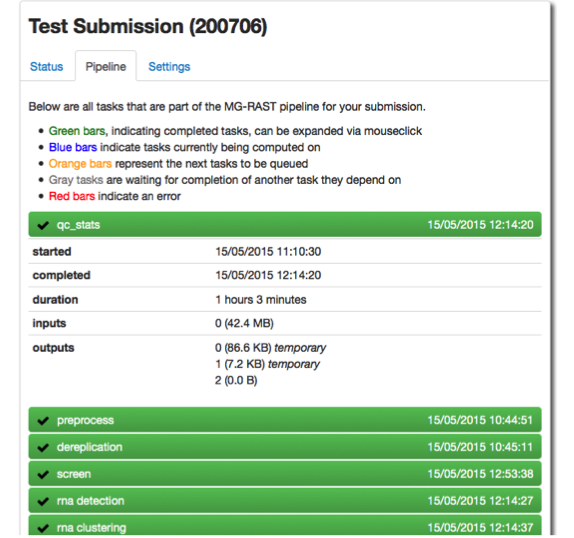 Test Submission (200706)
Status Pipeline Settings
Below are all tasks that are part of the MG-RAST pipeline for your submission.
• Green bars, indicating completed tasks, can be expanded via mouseclick
• Blue bars indicate tasks currently being computed on
• Orange bars represent the next tasks to be queued
• Gray tasks are waiting for completion of another task they depend on
• Red bars indicate an error
✔ qc_stats 15/05/2015 12:14:20
started 15/05/2015 11:10:30
completed 15/05/2015 12:14:20
duration 1 hours 3 minutes
inputs 0 (42.4 MB)
outputs 0 (86.6 KB) temporary
1 (7.2 KB) temporary
2 (0.0 B)
✔ preprocess 15/05/2015 10:44:51
✔ dereplication 15/05/2015 10:45:11
✔ screen 15/05/2015 12:53:38
✔ rna detection 15/05/2015 12:14:27
✔ rna clustering 15/05/2015 12:14:37